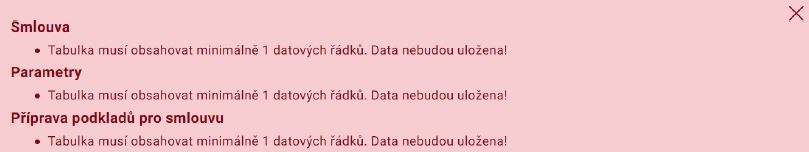 Smlouva
• Tabulka musí obsahovat minimálně 1 datových řádků. Data nebudou uložena!
Parametry
• Tabulka musí obsahovat minimálně 1 datových řádků. Data nebudou uložena!
Příprava podkladů pro smlouvu
• Tabulka musí obsahovat minimálně 1 datových řádků. Data nebudou uložena!